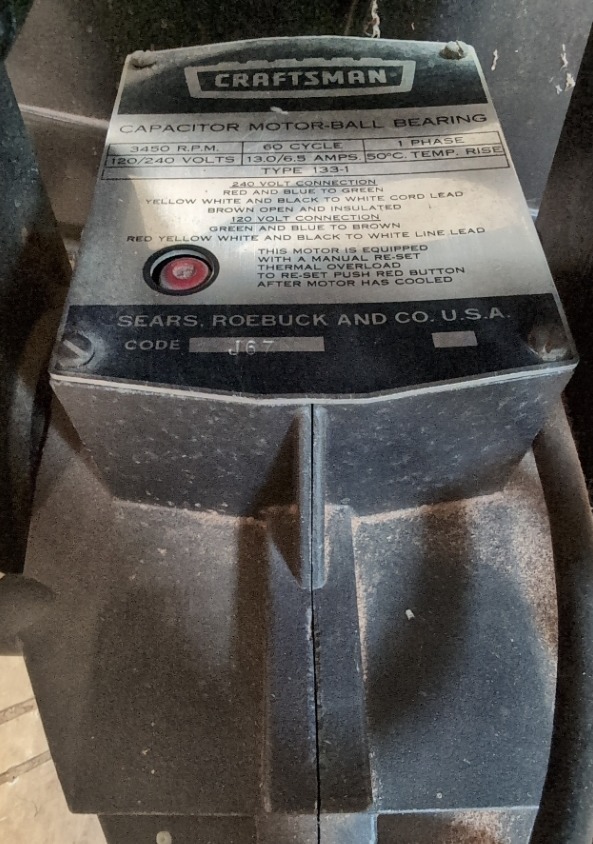 CRAFTSMAN
CAPACITOR MOTOR-BALL BEARING
3450 R.P.M. 60 CYCLE 1 PHASE
120/240 VOLTS 13.0/6.5 AMPS. 50°C. TEMP. RISE
TYPE 133-1
240 VOLT CONNECTION
RED AND BLUE TO GREEN
YELLOW WHITE AND BLACK TO WHITE CORD LEAD
BROWN OPEN AND INSULATED
120 VOLT CONNECTION
GREEN AND BLUE TO BROWN
RED YELLOW WHITE AND BLACK TO WHITE LINE LEAD
THIS MOTOR IS EQUIPPED
WITH A MANUAL RE-SET
THERMAL OVERLOAD
TO RE-SET PUSH RED BUTTON
AFTER MOTOR HAS COOLED
SEARS, ROEBUCK AND CO. U.S.A.
CODE J67